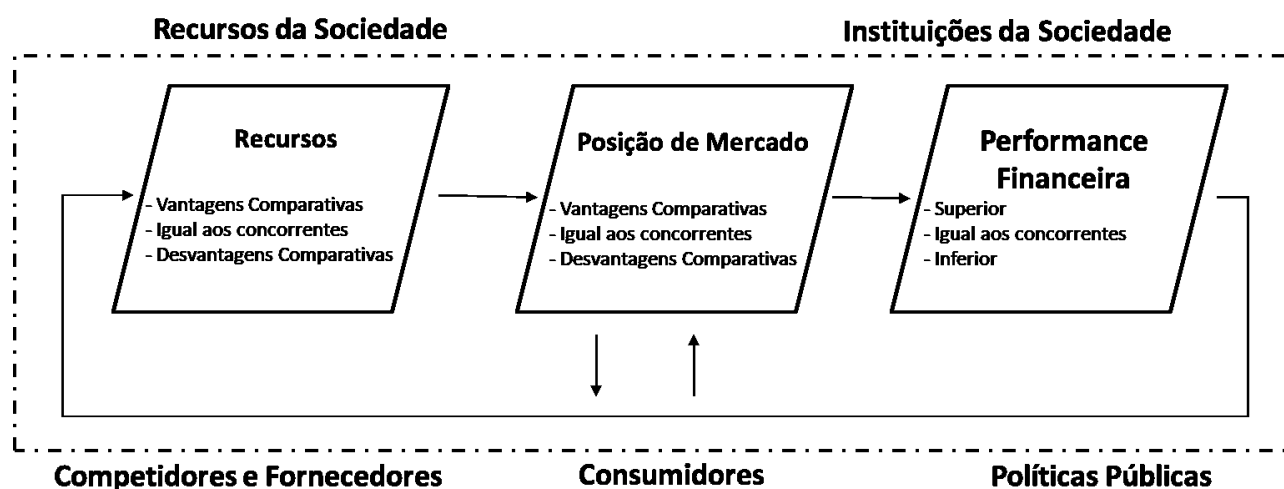 Recursos da Sociedade
Instituições da Sociedade
Recursos
- Vantagens Comparativas
- Igual aos concorrentes
- Desvantagens Comparativas
Posição de Mercado
- Vantagens Comparativas
- Igual aos concorrentes
- Desvantagens Comparativas
Performance
Financeira
- Superior
- Igual aos concorrentes
- Inferior
Competidores e Fornecedores
Consumidores
Políticas Públicas